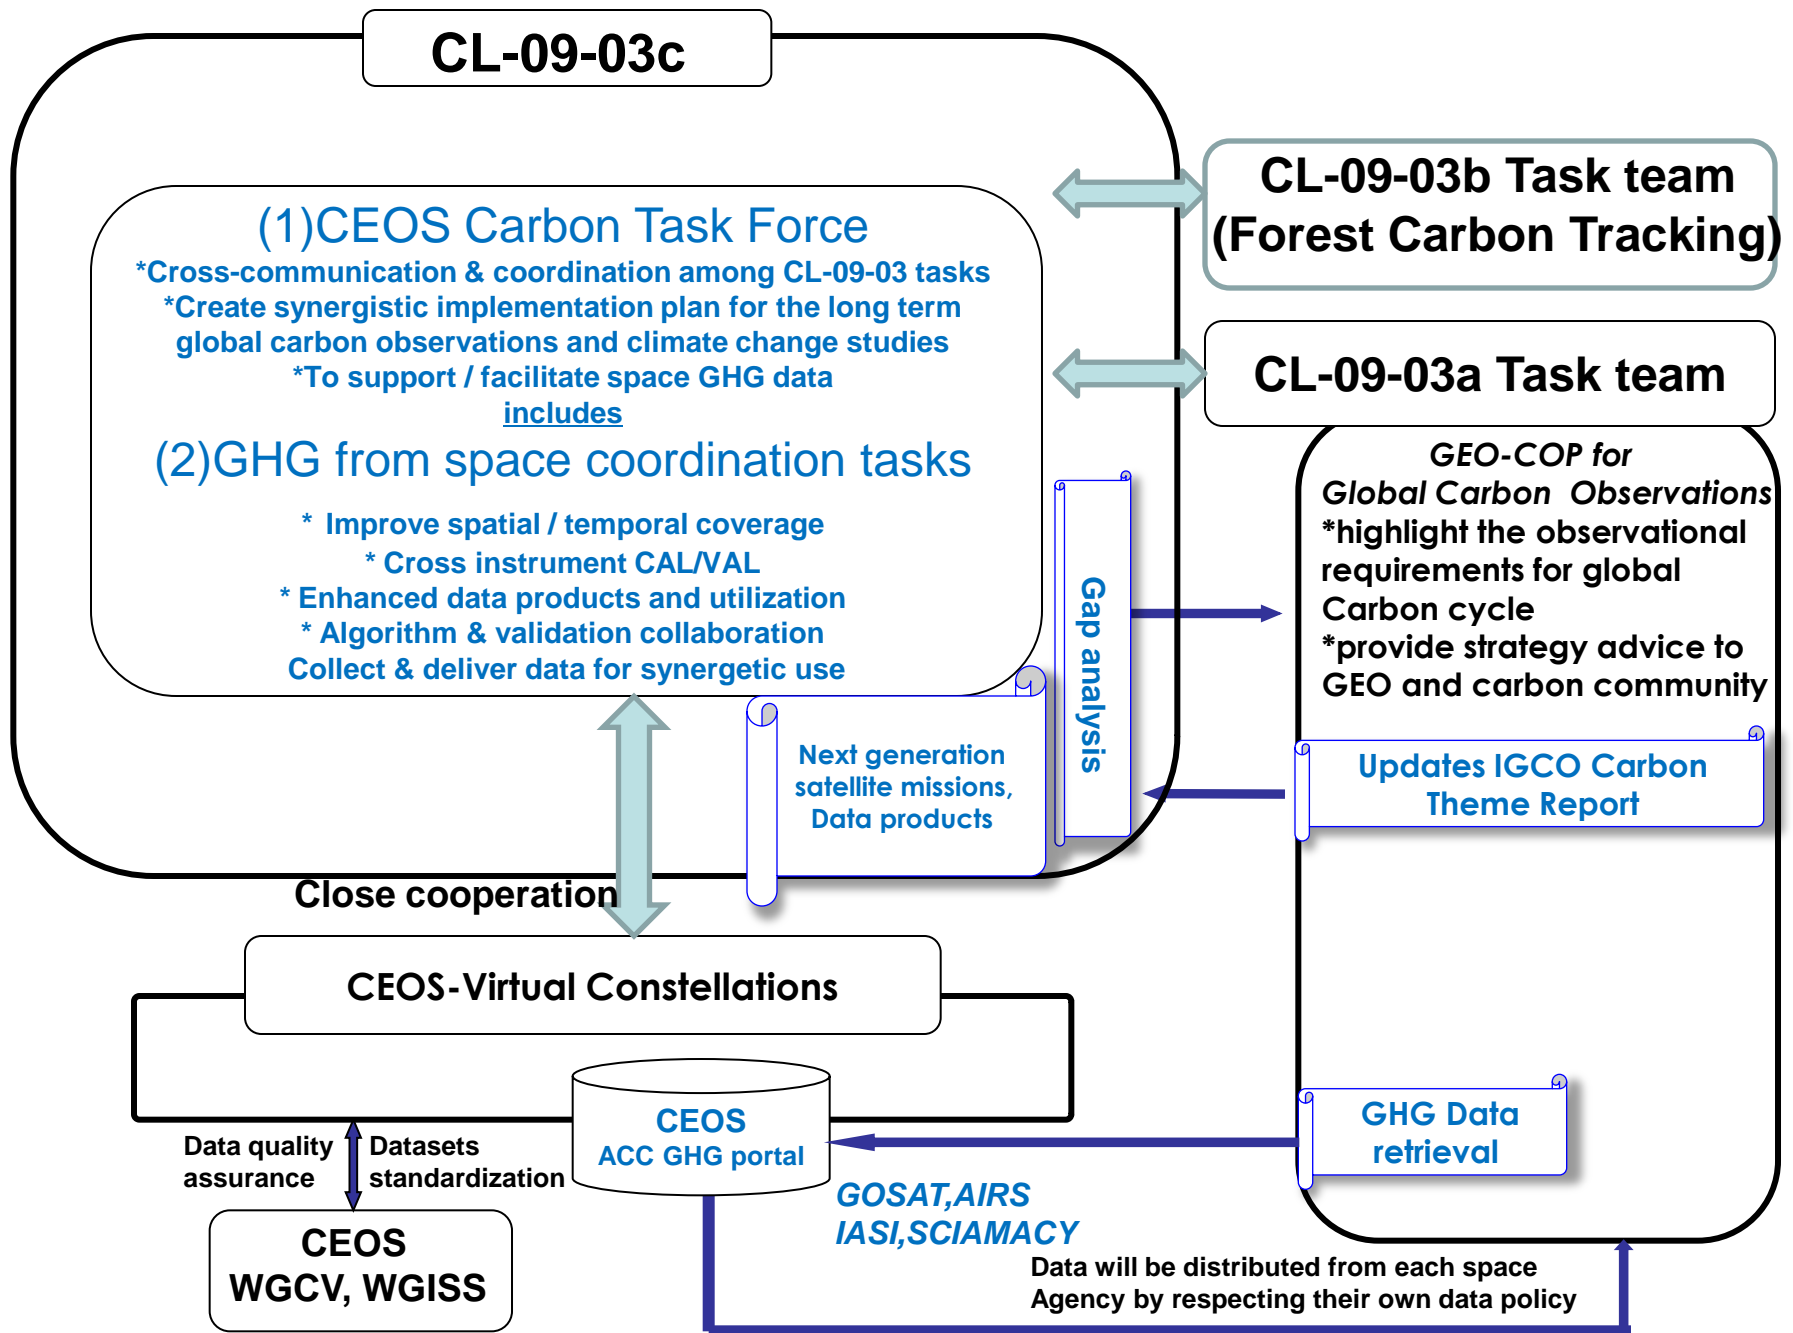 CL-09-03c
(1)CEOS Carbon Task Force
*Cross-communication & coordination among CL-09-03 tasks
*Create synergistic implementation plan for the long term
global carbon observations and climate change studies
*To support / facilitate space GHG data
includes
(2)GHG from space coordination tasks
* Improve spatial / temporal coverage
* Cross instrument CAL/VAL
* Enhanced data products and utilization
* Algorithm & validation collaboration
Collect & deliver data for synergetic use
CL-09-03b Task team
(Forest Carbon Tracking)
CL-09-03a Task team
GEO-COP for
Global Carbon Observations
*highlight the observational
requirements for global
Carbon cycle
*provide strategy advice to
GEO and carbon community
Gap analysis
Next generation
satellite missions,
Data products
Updates IGCO Carbon
Theme Report
Close cooperation
CEOS-Virtual Constellations
CEOS
ACC GHG portal
GHG Data
retrieval
Data quality
assurance
Datasets
standardization
GOSAT,AIRS
IASI,SCIAMACY
CEOS
WGCV, WGISS
Data will be distributed from each space
Agency by respecting their own data policy